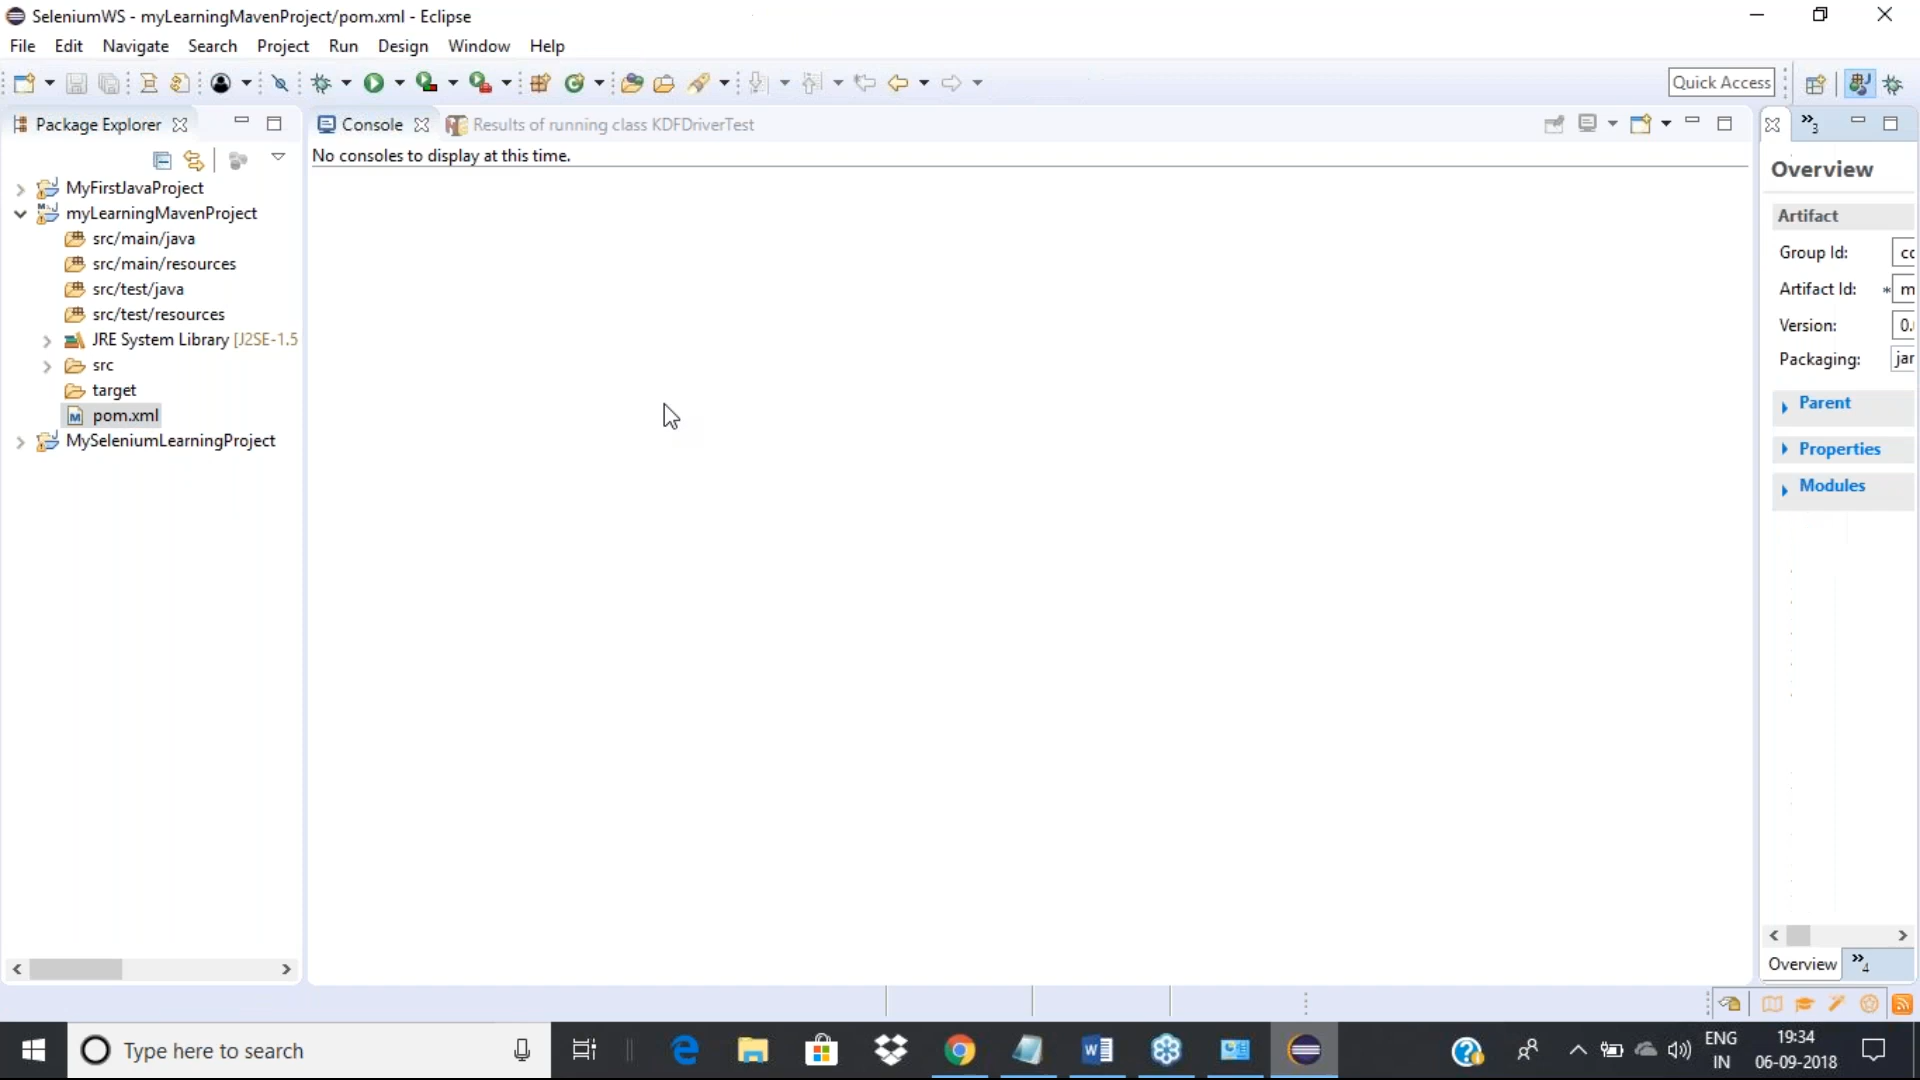 SeleniumWS - myLearningMavenProject/pom.xml - Eclipse
File Edit Navigate Search Project Run Design Window Help
Quick Access
Package Explorer
Console Results of running class KDFDriverTest
3
No consoles to display at this time.
MyFirstJavaProject
myLearningMavenProject
src/main/java
src/main/resources
src/test/java
src/test/resources
JRE System Library [J2SE-1.5
src
target
pom.xml
MySeleniumLearningProject
Overview
Artifact
Group Id:
Artifact Id: * m
Version: 0.
Packaging: jar
Parent
Properties
Modules
Overview 4
Type here to search
ENG
IN
19:34
06-09-2018